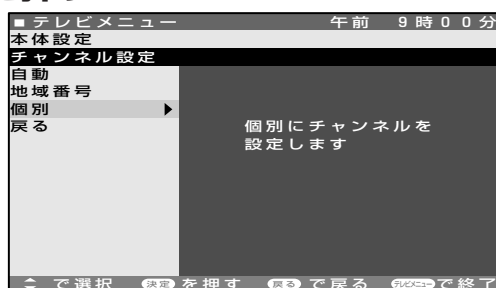 ■テレビメニュー 午前 9時00分
本体設定
チャンネル設定
自動
地域番号
個別 ▶
戻る
個別にチャンネルを
設定します
で選択 決定を押す 戻るで戻る テレビメニューで終了